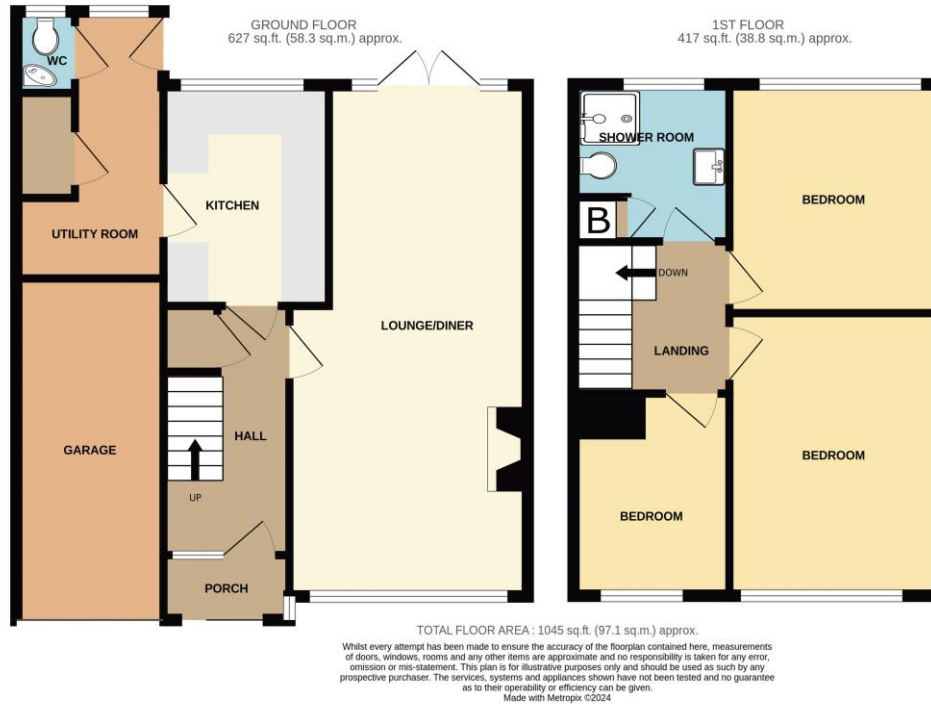 GROUND FLOOR
627 sq.ft. (58.3 sq.m.) approx.
1ST FLOOR
417 sq.ft. (38.8 sq.m.) approx.
WC
KITCHEN
UTILITY ROOM
LOUNGE/DINER
GARAGE
HALL
UP
PORCH
SHOWER ROOM
BEDROOM
B
DOWN
LANDING
BEDROOM
BEDROOM
TOTAL FLOOR AREA : 1045 sq.ft. (97.1 sq.m.) approx.
Whilst every attempt has been made to ensure the accuracy of the floorplan contained here, measurements
of doors, windows, rooms and any other items are approximate and no responsibility is taken for any error,
omission or mis-statement. This plan is for illustrative purposes only and should be used as such by any
prospective purchaser. The services, systems and appliances shown have not been tested and no guarantee
as to their operability or efficiency can be given.
Made with Metropix ©2024